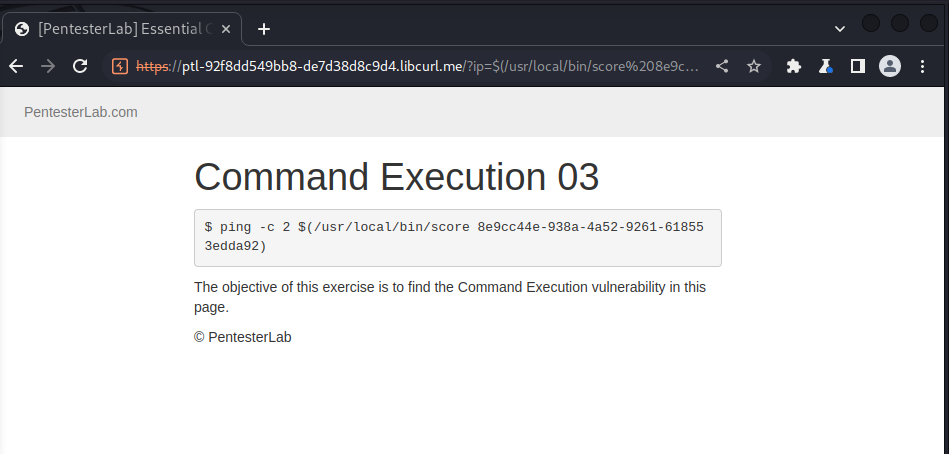 [PentesterLab] Essential C
https://ptl-92f8dd549bb8-de7d38d8c9d4.libcurl.me/?ip=$(/usr/local/bin/score%208e9c…
PentesterLab.com
Command Execution 03
$ ping -c 2 $(/usr/local/bin/score 8e9cc44e-938a-4a52-9261-61855
3edda92)
The objective of this exercise is to find the Command Execution vulnerability in this
page.
© PentesterLab